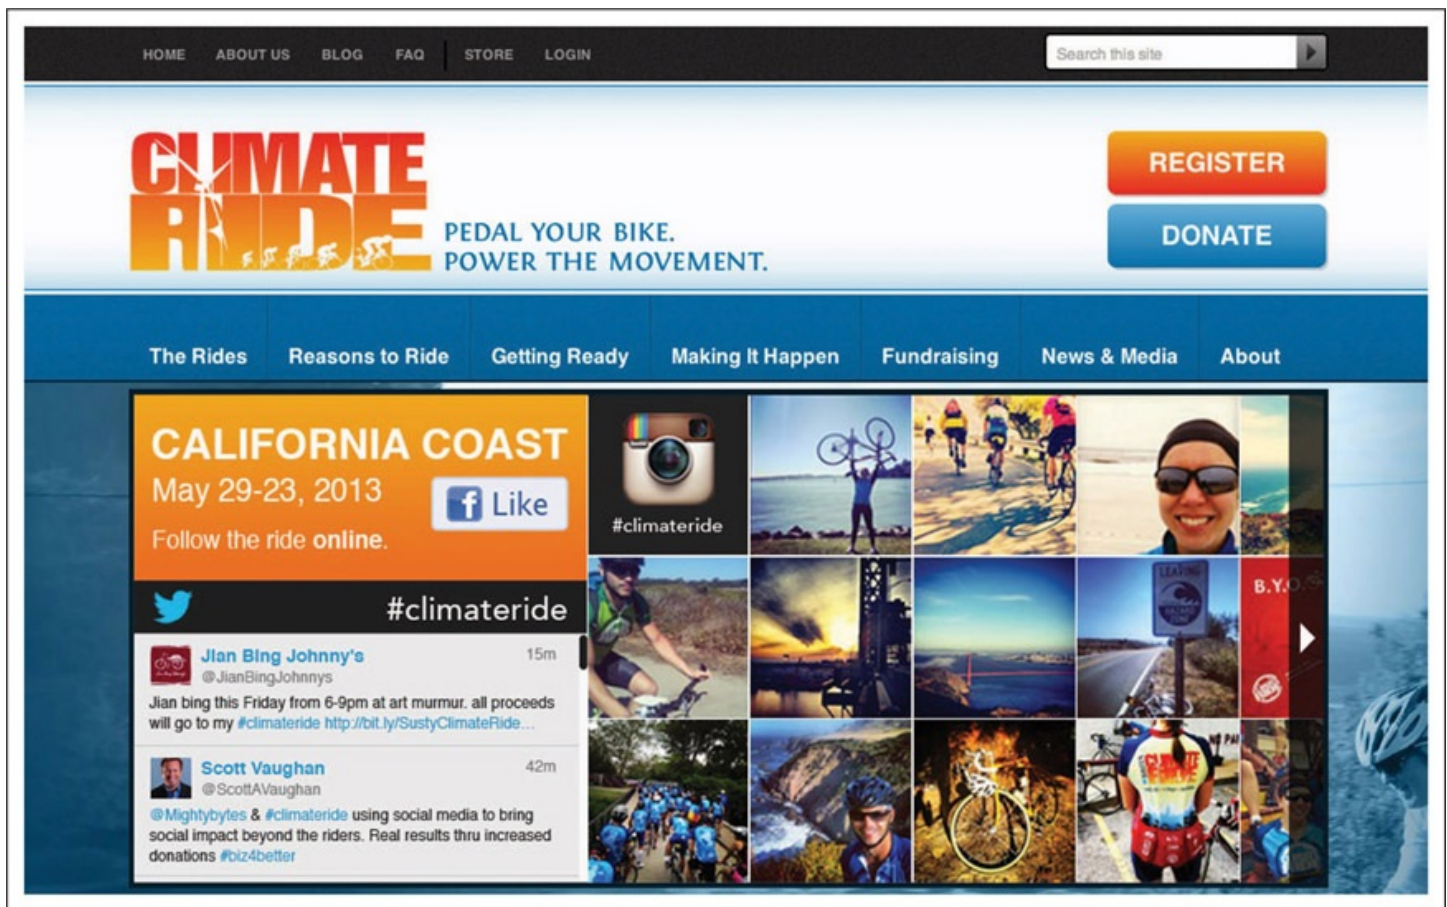 HOME ABOUT US BLOG FAQ STORE LOGIN
Search this site
CLIMATE
RIDE
PEDAL YOUR BIKE.
POWER THE MOVEMENT.
REGISTER
DONATE
The Rides Reasons to Ride Getting Ready Making It Happen Fundraising News & Media About
CALIFORNIA COAST
May 29-23, 2013
Like
Follow the ride online.
#climateride
Jian Bing Johnny's 15m
@JianBingJohnnys
Jian bing this Friday from 6-9pm at art murmur. all proceeds
will go to my #climateride http://bit.ly/SustyClimateRide...
Scott Vaughan 42m
@ScottAVaughan
@Mightybytes & #climateride using social media to bring
social impact beyond the riders. Real results thru increased
donations #biz4better
#climateride
LEAVING
HAZARD
ZONE
B.Y.O.
CLIMATE
RIDE